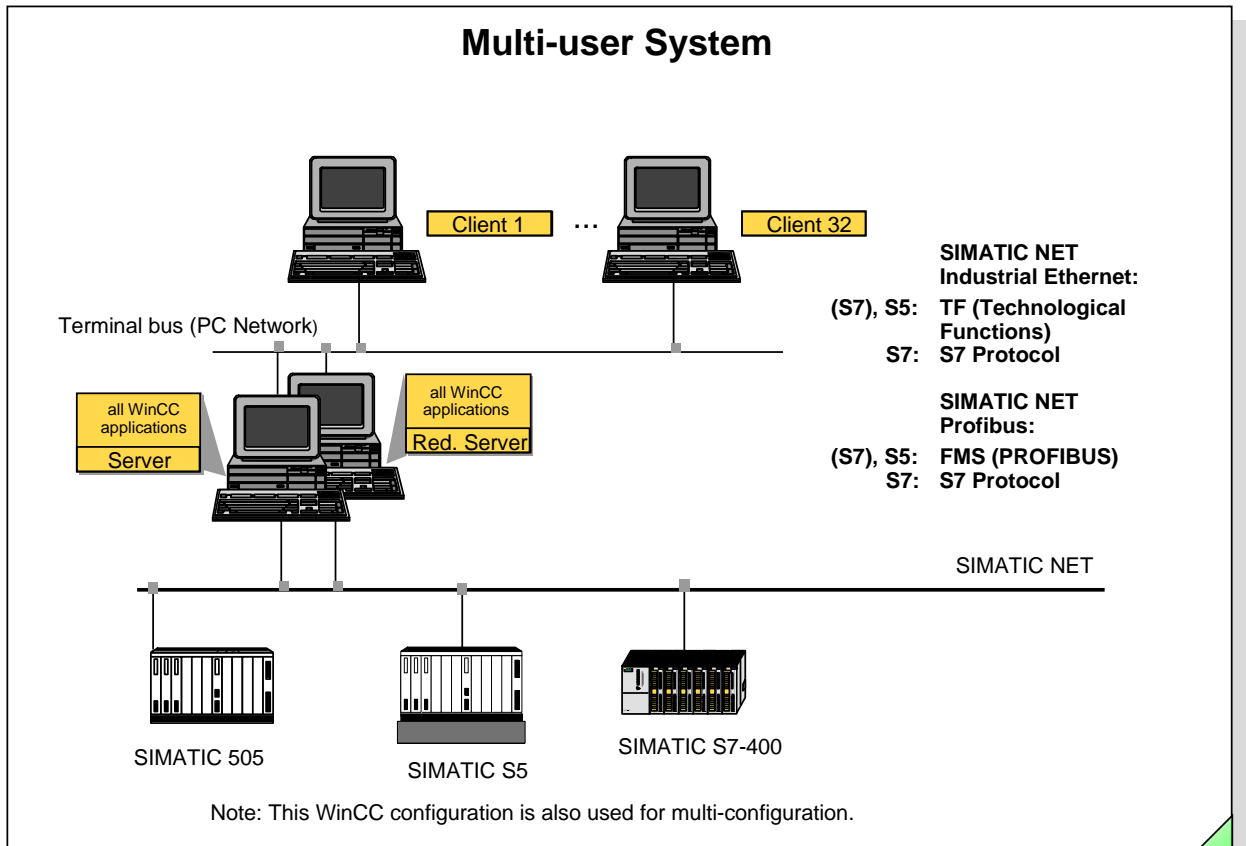 Multi-user System
Client 1
...
Client 32
SIMATIC NET
Industrial Ethernet:
(S7), S5: TF (Technological
Functions)
S7: S7 Protocol
SIMATIC NET
Profibus:
(S7), S5: FMS (PROFIBUS)
S7: S7 Protocol
Terminal bus (PC Network)
all WinCC
applications
Server
all WinCC
applications
Red. Server
SIMATIC NET
SIMATIC 505
SIMATIC S5
SIMATIC S7-400
Note: This WinCC configuration is also used for multi-configuration.